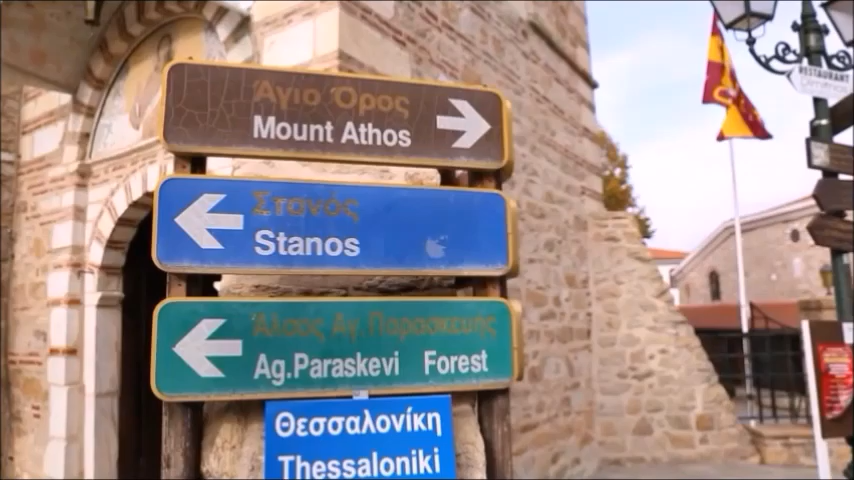 Άγιο Όρος
Mount Athos
Στανός
Stanos
Άλσος Αγ.Παρασκευής
Ag.Paraskevi Forest
Θεσσαλονίκη
Thessaloniki
RESTAURANT